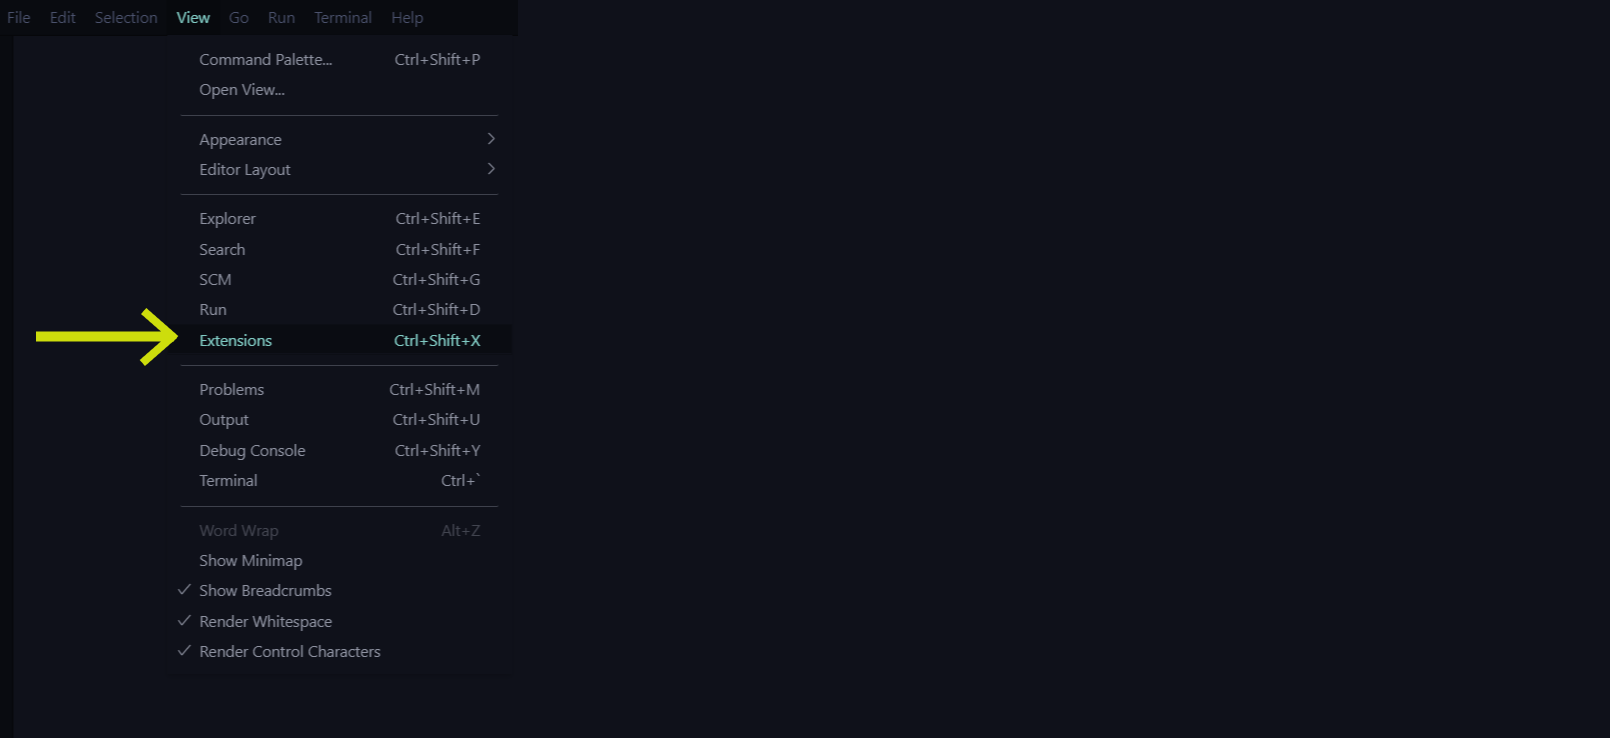 File Edit Selection View Go Run Terminal Help
Command Palette... Ctrl+Shift+P
Open View...
Appearance
Editor Layout
Explorer Ctrl+Shift+E
Search Ctrl+Shift+F
SCM Ctrl+Shift+G
Run Ctrl+Shift+D
Extensions Ctrl+Shift+X
Problems Ctrl+Shift+M
Output Ctrl+Shift+U
Debug Console Ctrl+Shift+Y
Terminal Ctrl+`
Word Wrap Alt+Z
Show Minimap
Show Breadcrumbs
Render Whitespace
Render Control Characters